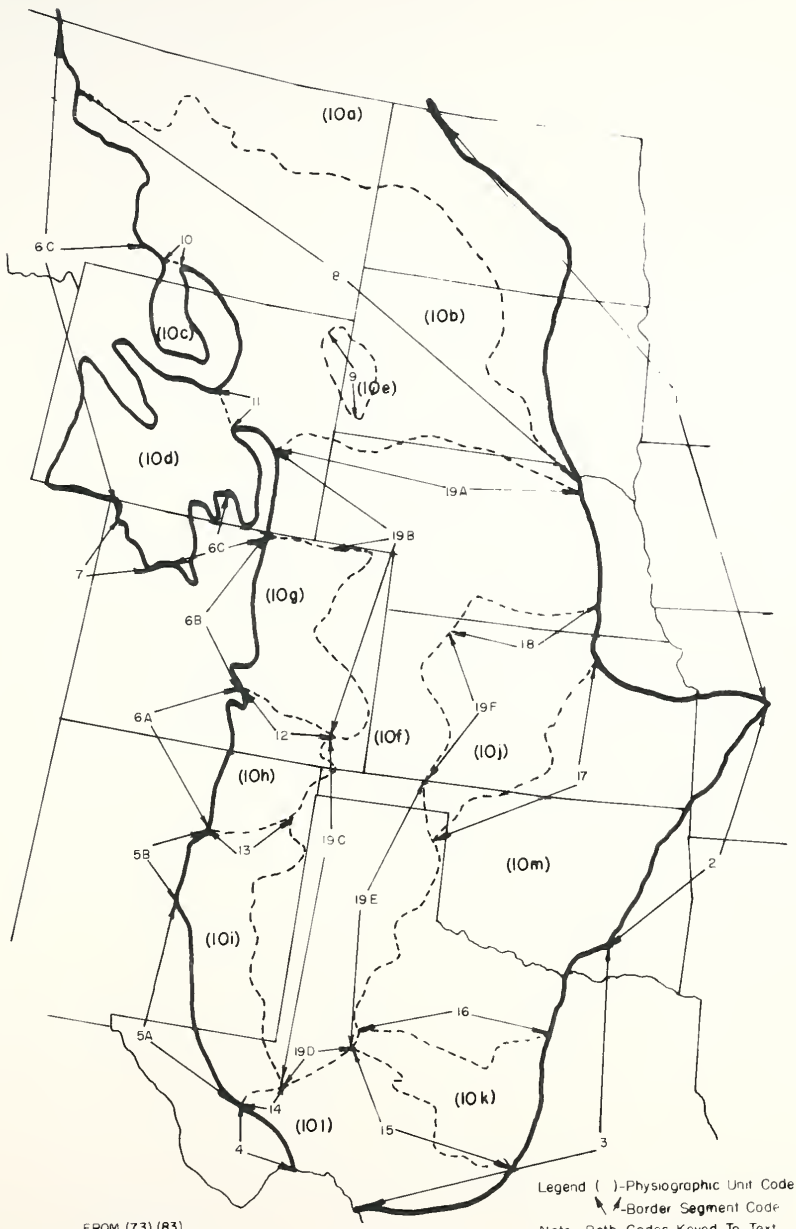 (10a)
6C
10
8
(10b)
(10c)
9
(10e)
11
(10d)
19A
7
6C
19B
(10g)
6B
18
6A
12
19F
(10f)
(10j)
(10h)
17
5B
13
19C
2
(10m)
19E
(10i)
16
5A
19D
14
(10k)
(10l)
15
4
3
Legend ( )-Physiographic Unit Code
-Border Segment Code
Note: Both Codes Keyed To Text
FROM (73) (83)